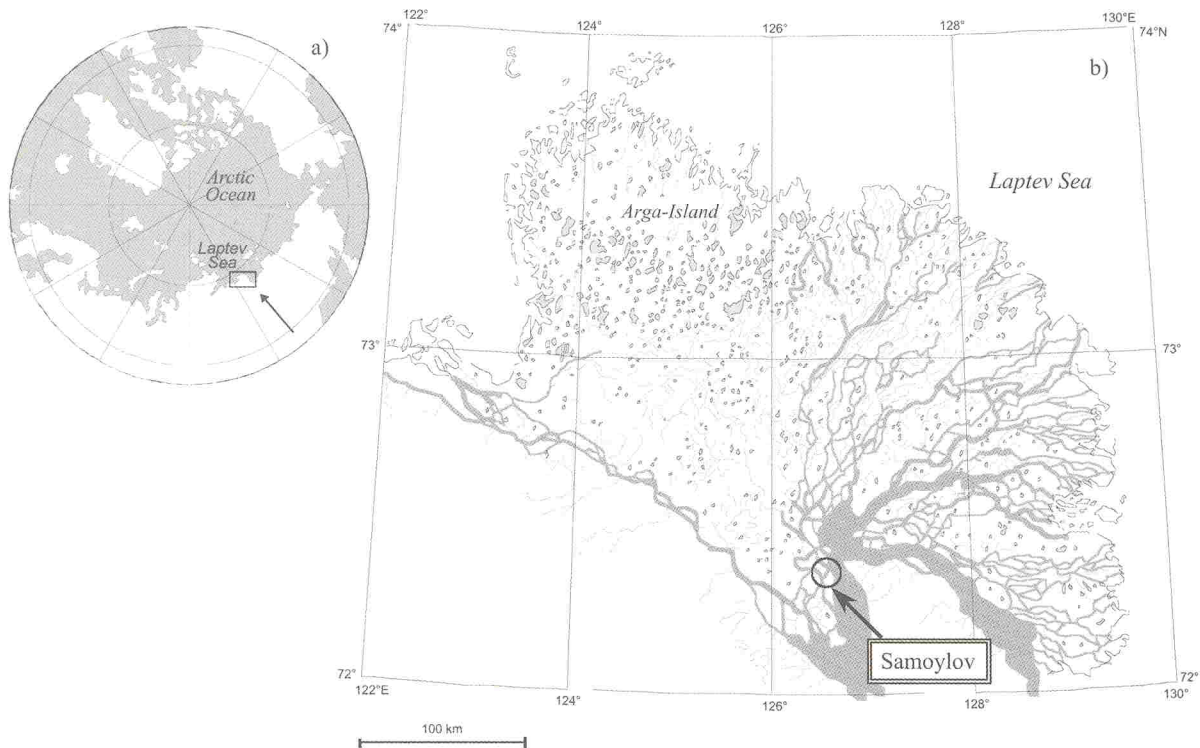 a)
Arctic
Ocean
Laptev
Sea
122°
124°
126°
128°
130°E
74°
74°N
b)
Laptev Sea
Arga-Island
73°
73°
Samoylov
72°
72°
122°E
124°
126°
128°
130°
100 km